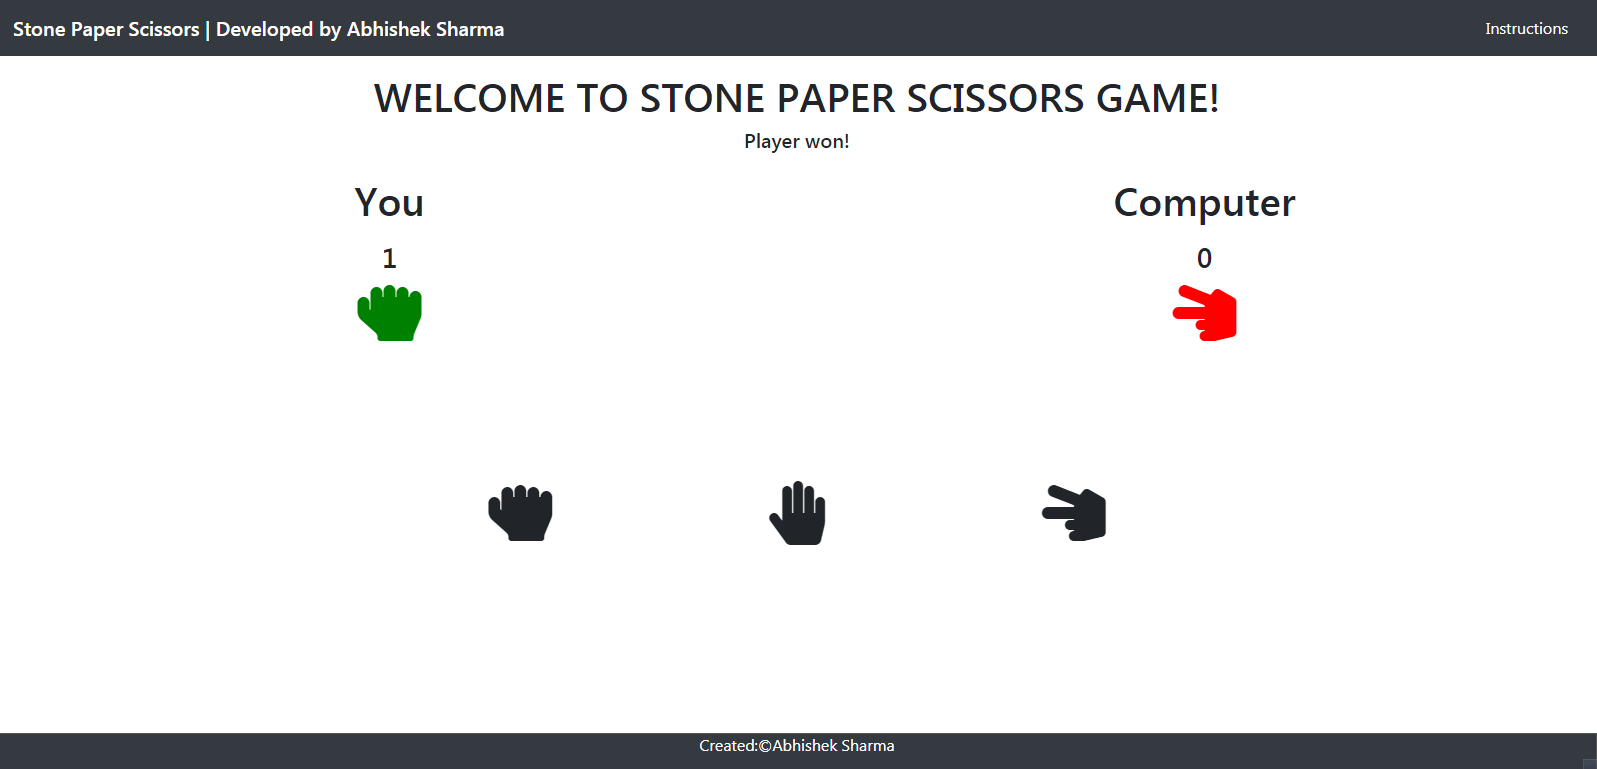 Stone Paper Scissors | Developed by Abhishek Sharma
Instructions
WELCOME TO STONE PAPER SCISSORS GAME!
Player won!
You
Computer
1
0
Created:©Abhishek Sharma